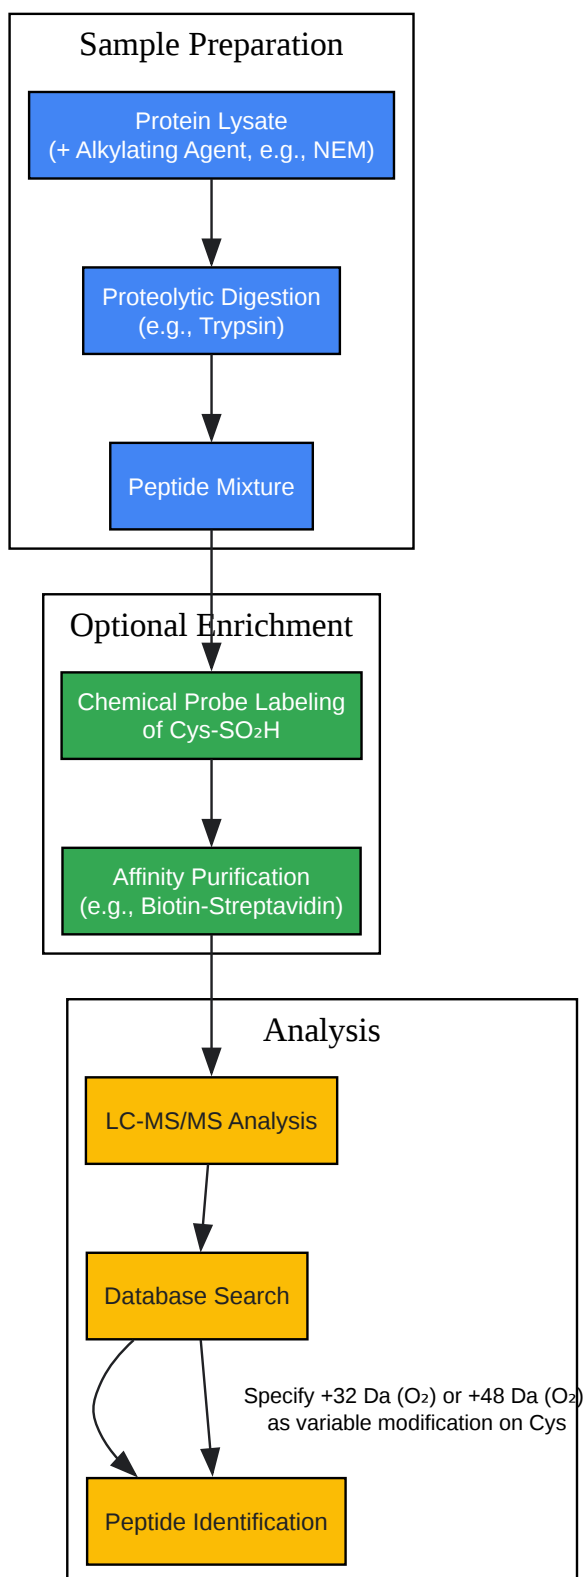 Sample Preparation
Protein Lysate
(+ Alkylating Agent, e.g., NEM)
Proteolytic Digestion
(e.g., Trypsin)
Peptide Mixture
Optional Enrichment
Chemical Probe Labeling
of Cys-SO₂H
Affinity Purification
(e.g., Biotin-Streptavidin)
Analysis
LC-MS/MS Analysis
Database Search
Specify +32 Da (O₂) or +48 Da (O₂)
as variable modification on Cys
Peptide Identification